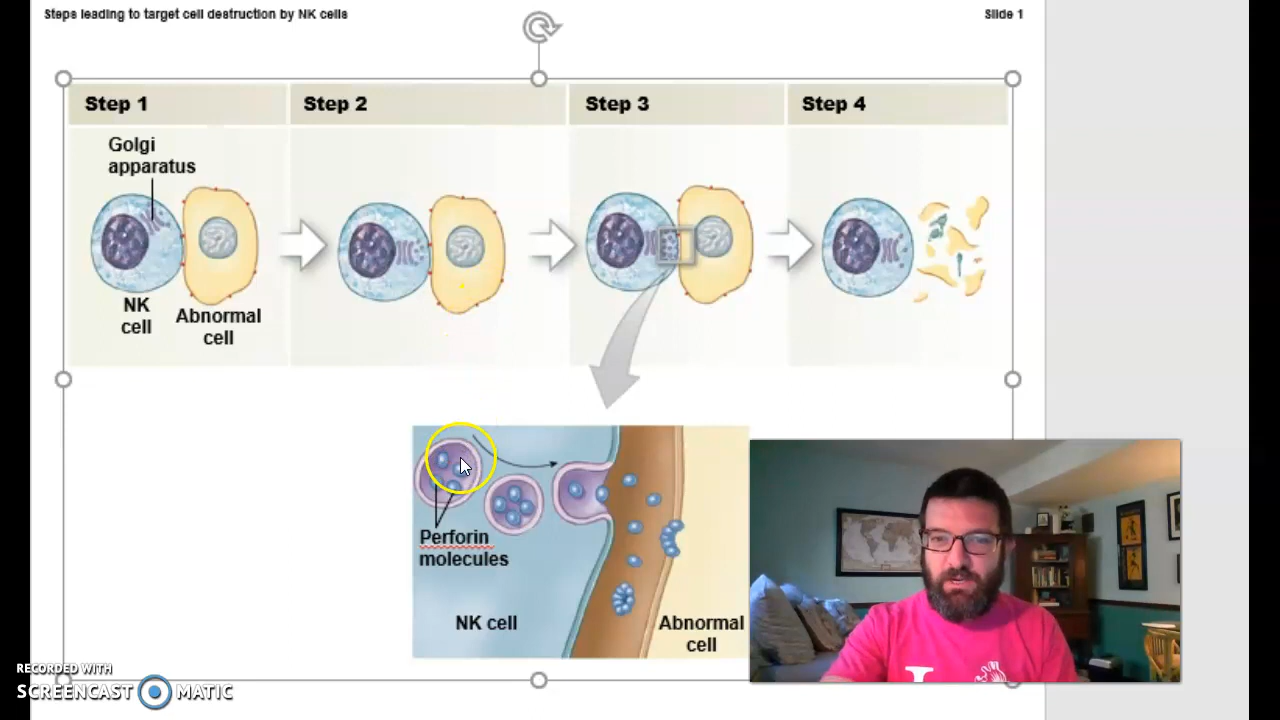 Steps leading to target cell destruction by NK cells
Slide 1
Step 1
Step 2
Step 3
Step 4
Golgi
apparatus
NK
cell
Abnormal
cell
Perforin
molecules
NK cell
Abnormal
cell
RECORDED WITH
SCREENCAST MATIC